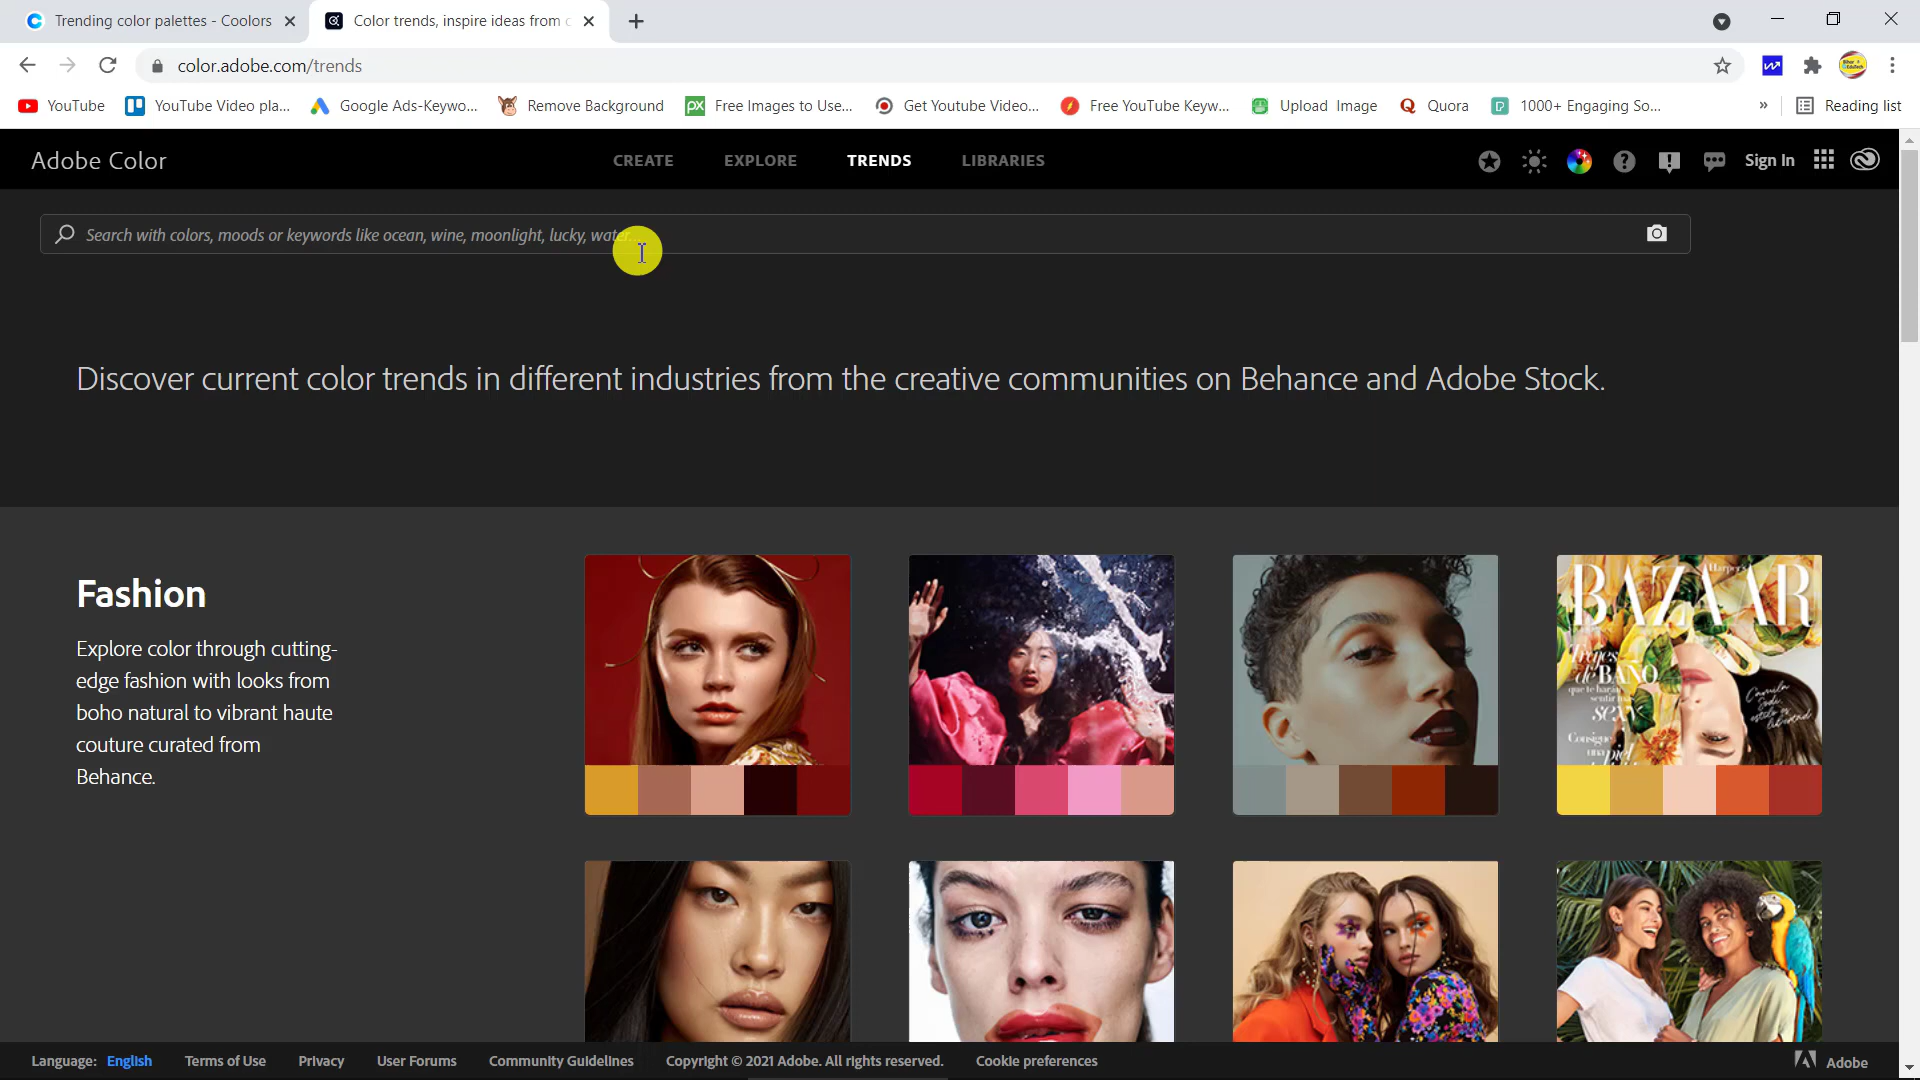 Trending color palettes - Coolors
Color trends, inspire ideas from c
color.adobe.com/trends
YouTube
YouTube Video pla...
Google Ads-Keywo...
Remove Background
Free Images to Use...
Get Youtube Video...
Free YouTube Keyw...
Upload Image
Quora
1000+ Engaging So...
»
Reading list
Adobe Color
CREATE
EXPLORE
TRENDS
LIBRARIES
Sign In
Search with colors, moods or keywords like ocean, wine, moonlight, lucky, water...
Discover current color trends in different industries from the creative communities on Behance and Adobe Stock.
Fashion
Explore color through cutting-
edge fashion with looks from
boho natural to vibrant haute
couture curated from
Behance.
Harper's
BAZAAR
Language: English
Terms of Use
Privacy
User Forums
Community Guidelines
Copyright © 2021 Adobe. All rights reserved.
Cookie preferences
Adobe